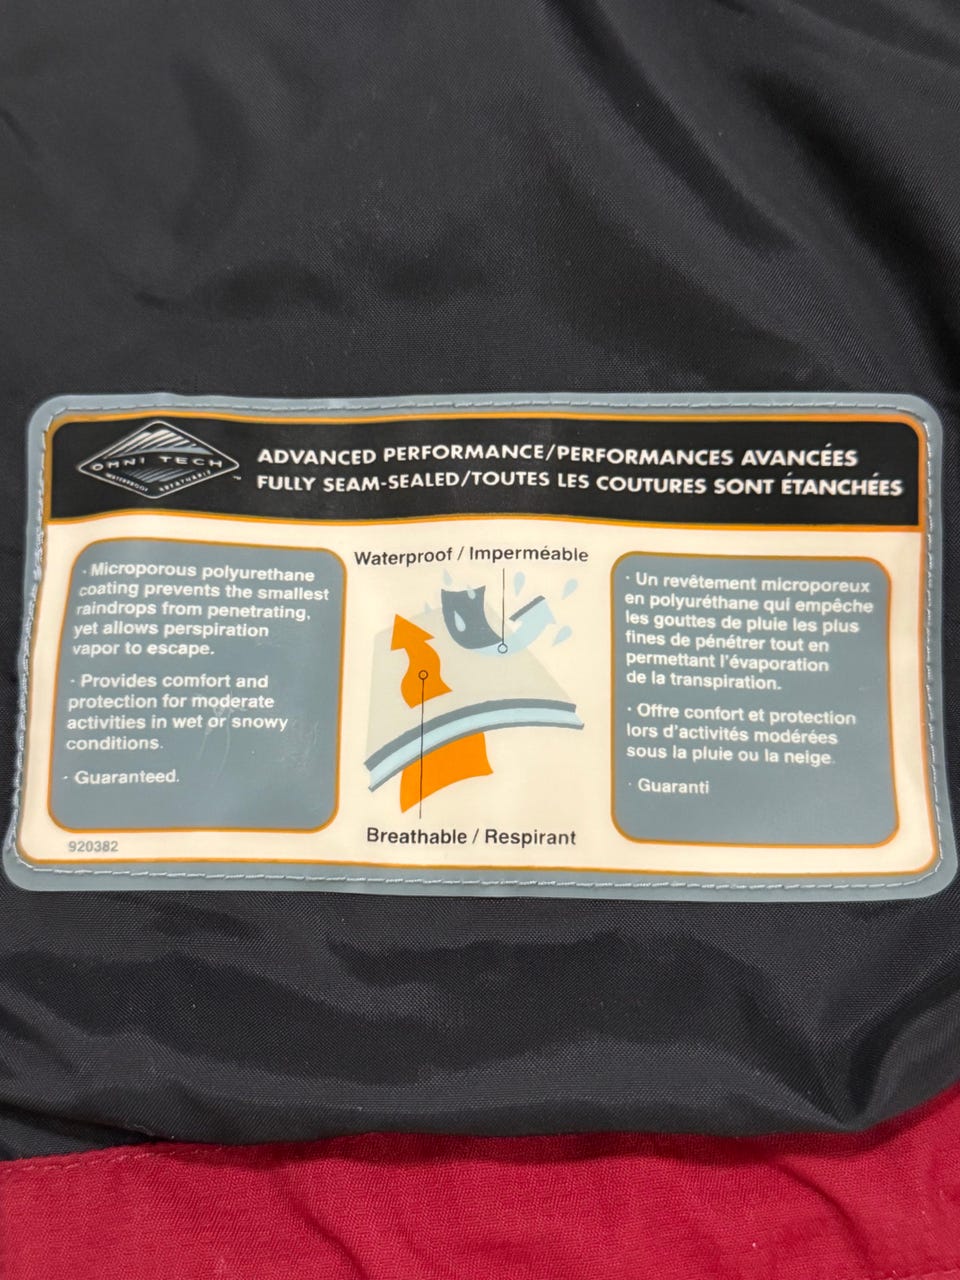 OMNI TECH
WATERPROOF BREATHABLE
™
ADVANCED PERFORMANCE/PERFORMANCES AVANCÉES
FULLY SEAM-SEALED/TOUTES LES COUTURES SONT ÉTANCHÉES
· Microporous polyurethane
coating prevents the smallest
raindrops from penetrating,
yet allows perspiration
vapor to escape.
· Provides comfort and
protection for moderate
activities in wet or snowy
conditions.
· Guaranteed.
920382
Waterproof / Imperméable
Breathable / Respirant
· Un revêtement microporeux
en polyuréthane qui empêche
les gouttes de pluie les plus
fines de pénétrer tout en
permettant l'évaporation
de la transpiration.
· Offre confort et protection
lors d'activités modérées
sous la pluie ou la neige.
· Guaranti